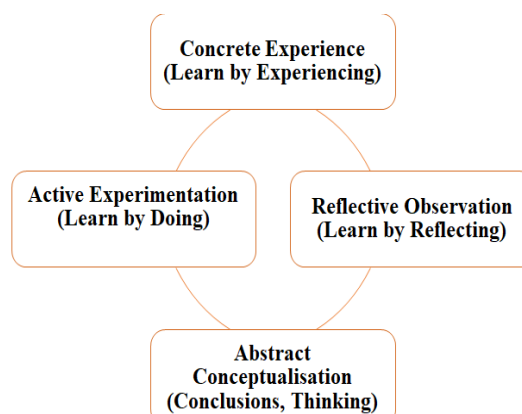 Concrete Experience
(Learn by Experiencing)
Active Experimentation
(Learn by Doing)
Reflective Observation
(Learn by Reflecting)
Abstract
Conceptualisation
(Conclusions, Thinking)